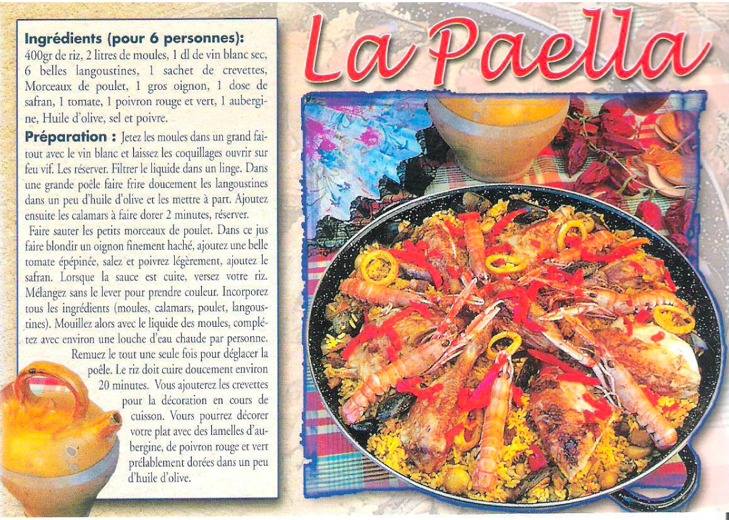 La Paella
Ingrédients (pour 6 personnes):
400gr de riz, 2 litres de moules, 1 dl de vin blanc sec,
6 belles langoustines, 1 sachet de crevettes,
Morceaux de poulet, 1 gros oignon, 1 dose de
safran, 1 tomate, 1 poivron rouge et vert, 1 aubergi-
ne, Huile d'olive, sel et poivre.
Préparation : Jetez les moules dans un grand fai-
tout avec le vin blanc et laissez les coquillages ouvrir sur
feu vif. Les réserver. Filtrer le liquide dans un linge. Dans
une grande poêle faire frire doucement les langoustines
dans un peu d'huile d'olive et les mettre à part. Ajoutez
ensuite les calamars à faire dorer 2 minutes, réserver.
Faire sauter les petits morceaux de poulet. Dans ce jus
faire blondir un oignon finement haché, ajoutez une belle
tomate épépinée, salez et poivrez légèrement, ajoutez le
safran. Lorsque la sauce est cuite, versez votre riz.
Mélangez sans le lever pour prendre couleur. Incorporez
tous les ingrédients (moules, calamars, poulet, langous-
tines). Mouillez alors avec le liquide des moules, complé-
tez avec environ une louche d'eau chaude par personne.
Remuez le tout une seule fois pour déglacer la
poêle. Le riz doit cuire doucement environ
20 minutes. Vous ajouterez les crevettes
pour la décoration en cours de
cuisson. Vours pourrez décorer
votre plat avec des lamelles d'au-
bergine, de poivron rouge et vert
prélablement dorées dans un peu
d'huile d'olive.